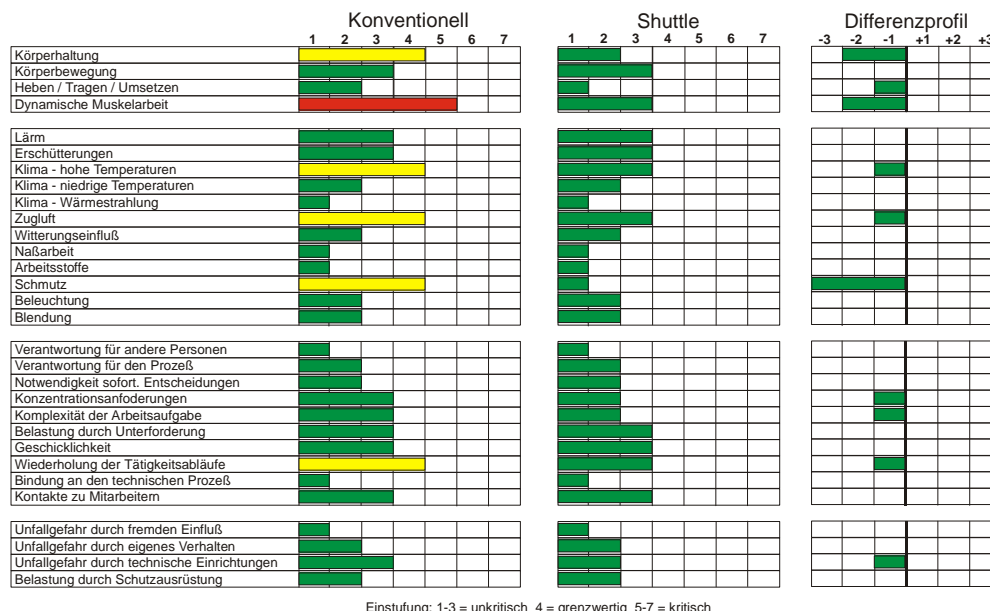 Konventionell Shuttle Differenzprofil
1 2 3 4 5 6 7 1 2 3 4 5 6 7 -3 -2 -1 +1 +2 +3
Körperhaltung
Körperbewegung
Heben / Tragen / Umsetzen
Dynamische Muskelarbeit
Lärm
Erschütterungen
Klima - hohe Temperaturen
Klima - niedrige Temperaturen
Klima - Wärmestrahlung
Zugluft
Witterungseinfluß
Naßarbeit
Arbeitsstoffe
Schmutz
Beleuchtung
Blendung
Verantwortung für andere Personen
Verantwortung für den Prozeß
Notwendigkeit sofort. Entscheidungen
Konzentrationsanfoderungen
Komplexität der Arbeitsaufgabe
Belastung durch Unterforderung
Geschicklichkeit
Wiederholung der Tätigkeitsabläufe
Bindung an den technischen Prozeß
Kontakte zu Mitarbeitern
Unfallgefahr durch fremden Einfluß
Unfallgefahr durch eigenes Verhalten
Unfallgefahr durch technische Einrichtungen
Belastung durch Schutzausrüstung
Einstufung: 1-3 = unkritisch 4 = grenzwertig 5-7 = kritisch